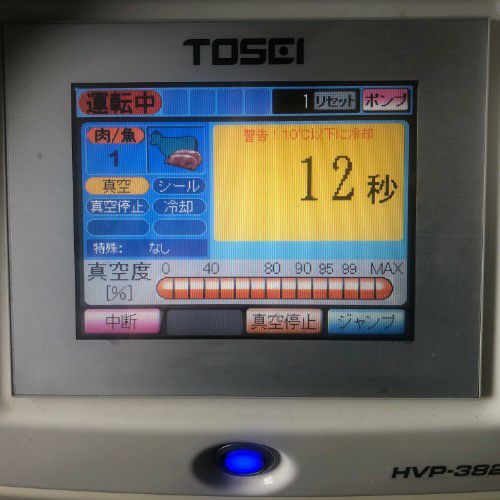 TOSEI
運転中 1 リセット ポンプ
肉/魚
1
警告!10℃以下に冷却
12秒
真空 シール
真空停止 冷却
特殊: なし
真空度 0 40 80 90 95 99 MAX
[%]
中断 真空停止 ジャンプ
HVP-382